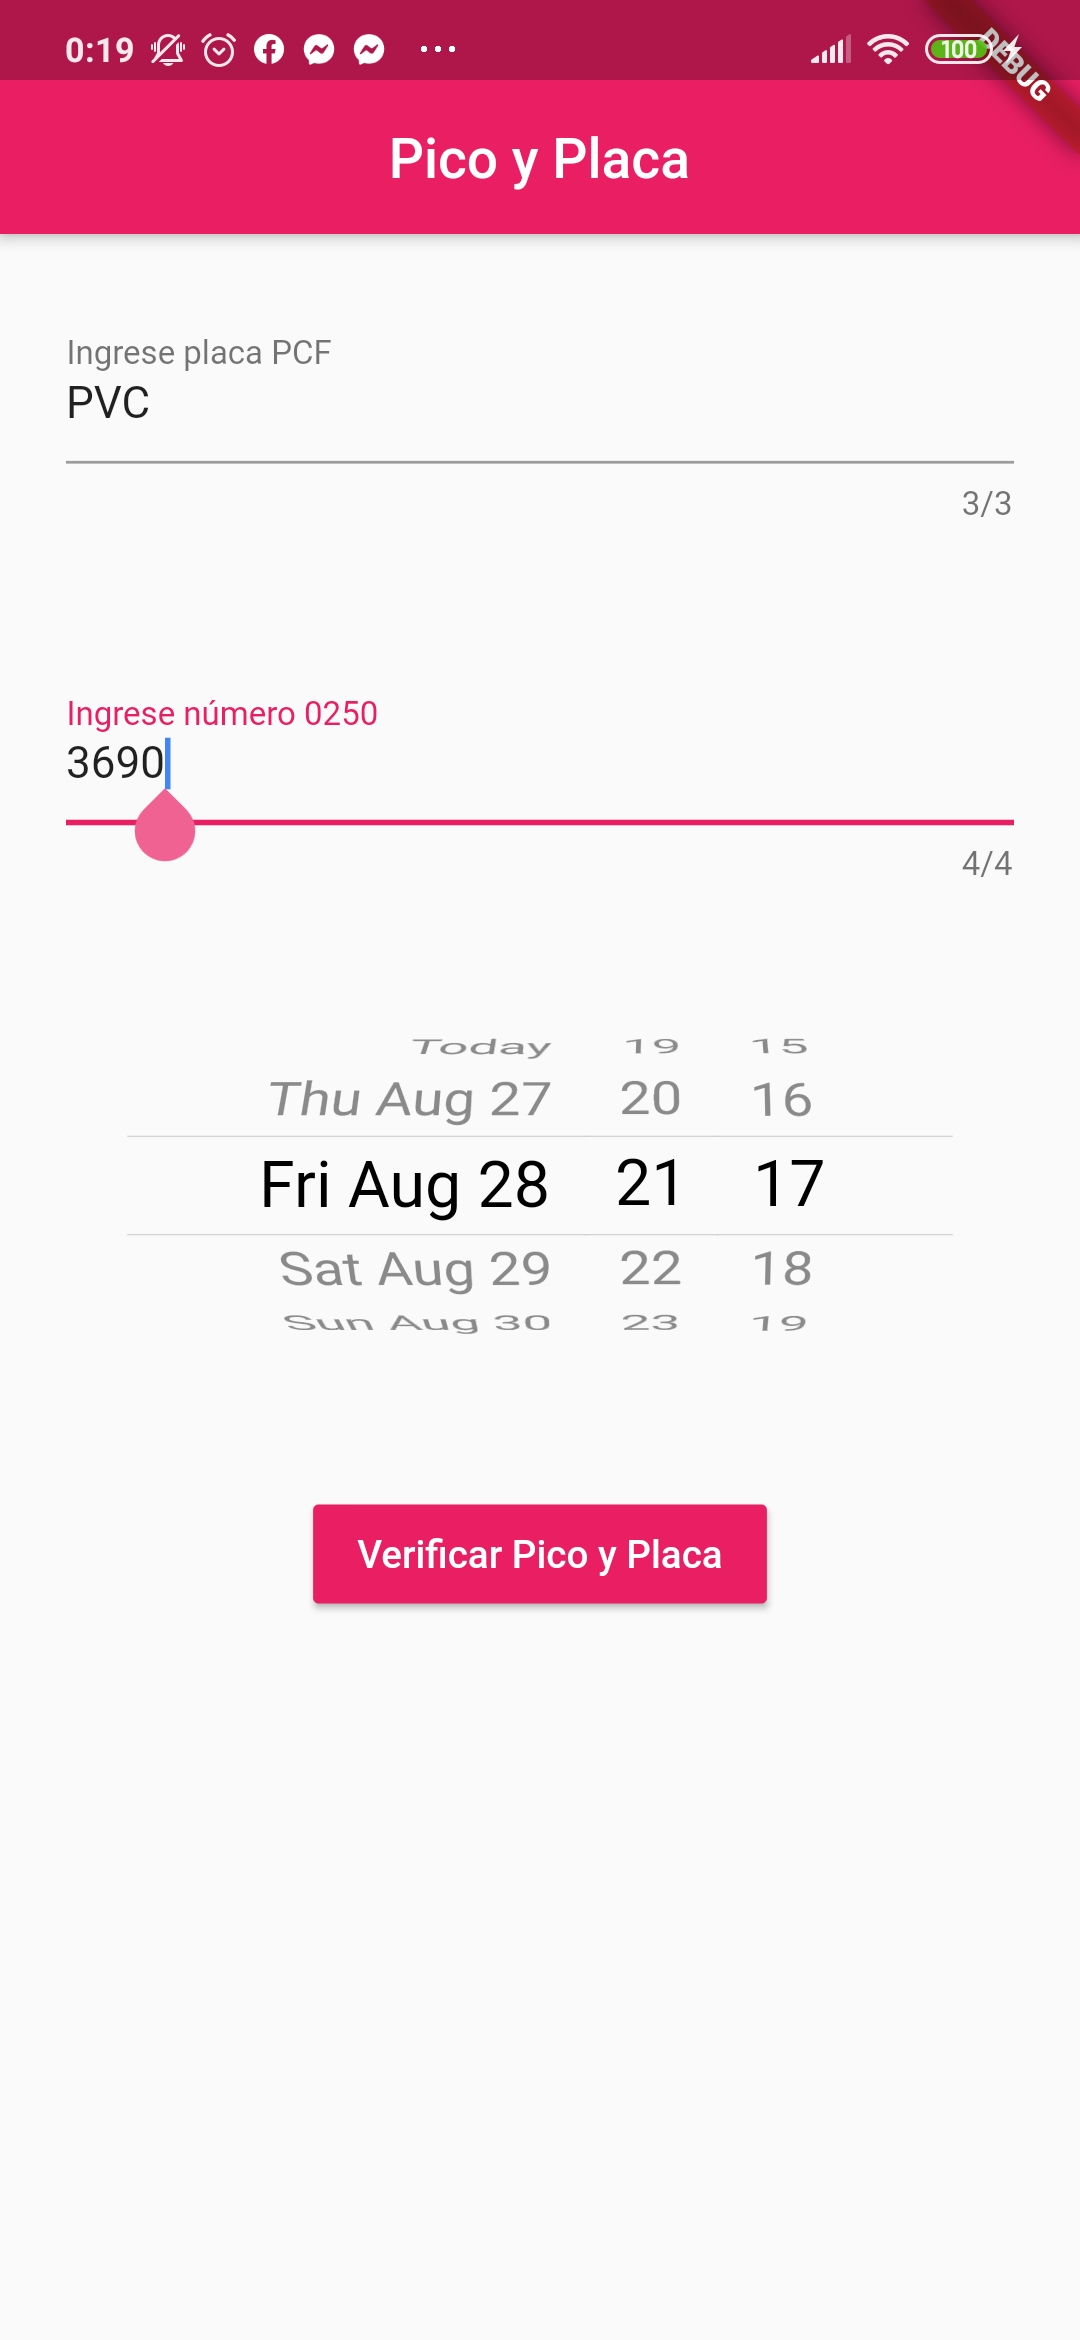 0:19
100
DEBUG
Pico y Placa
Ingrese placa PCF
PVC
3/3
Ingrese número 0250
3690
4/4
Today 19 15
Thu Aug 27 20 16
Fri Aug 28 21 17
Sat Aug 29 22 18
Sun Aug 30 23 19
Verificar Pico y Placa